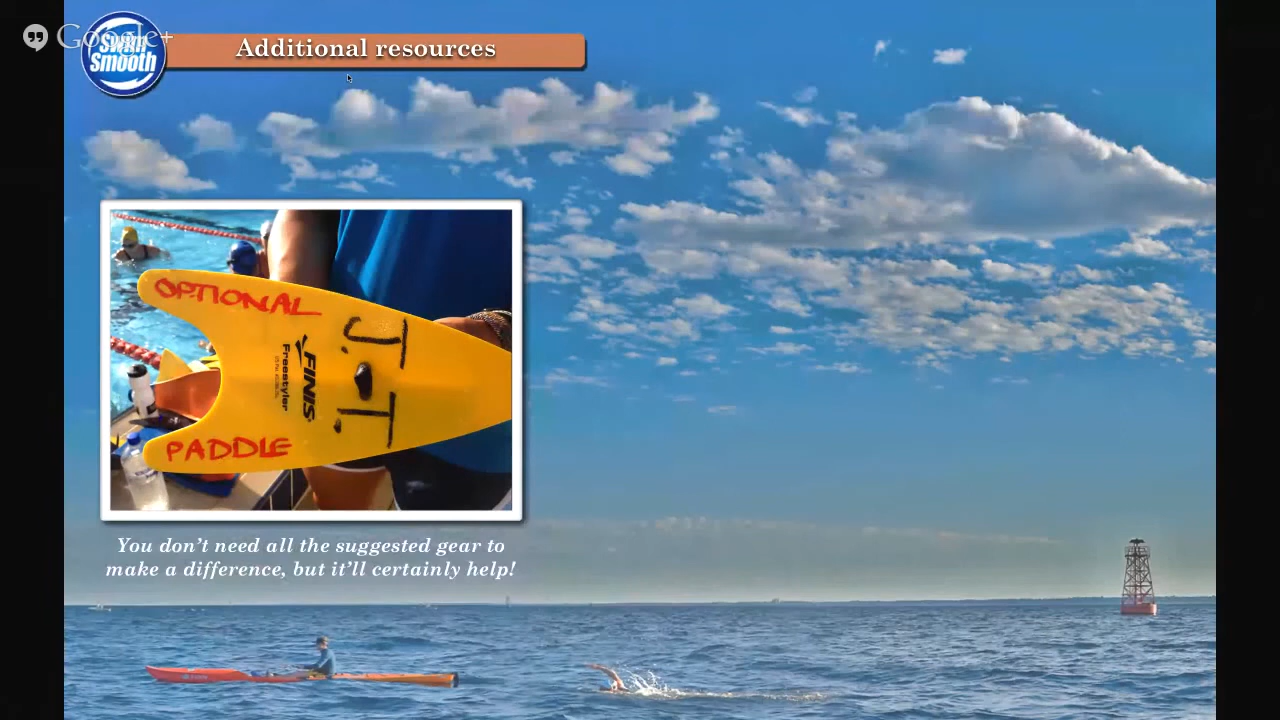 Google+
Swim
Smooth
Additional resources
OPTIONAL
J.T.
FINIS
Freestyler
PADDLE
You don't need all the suggested gear to
make a difference, but it'll certainly help!